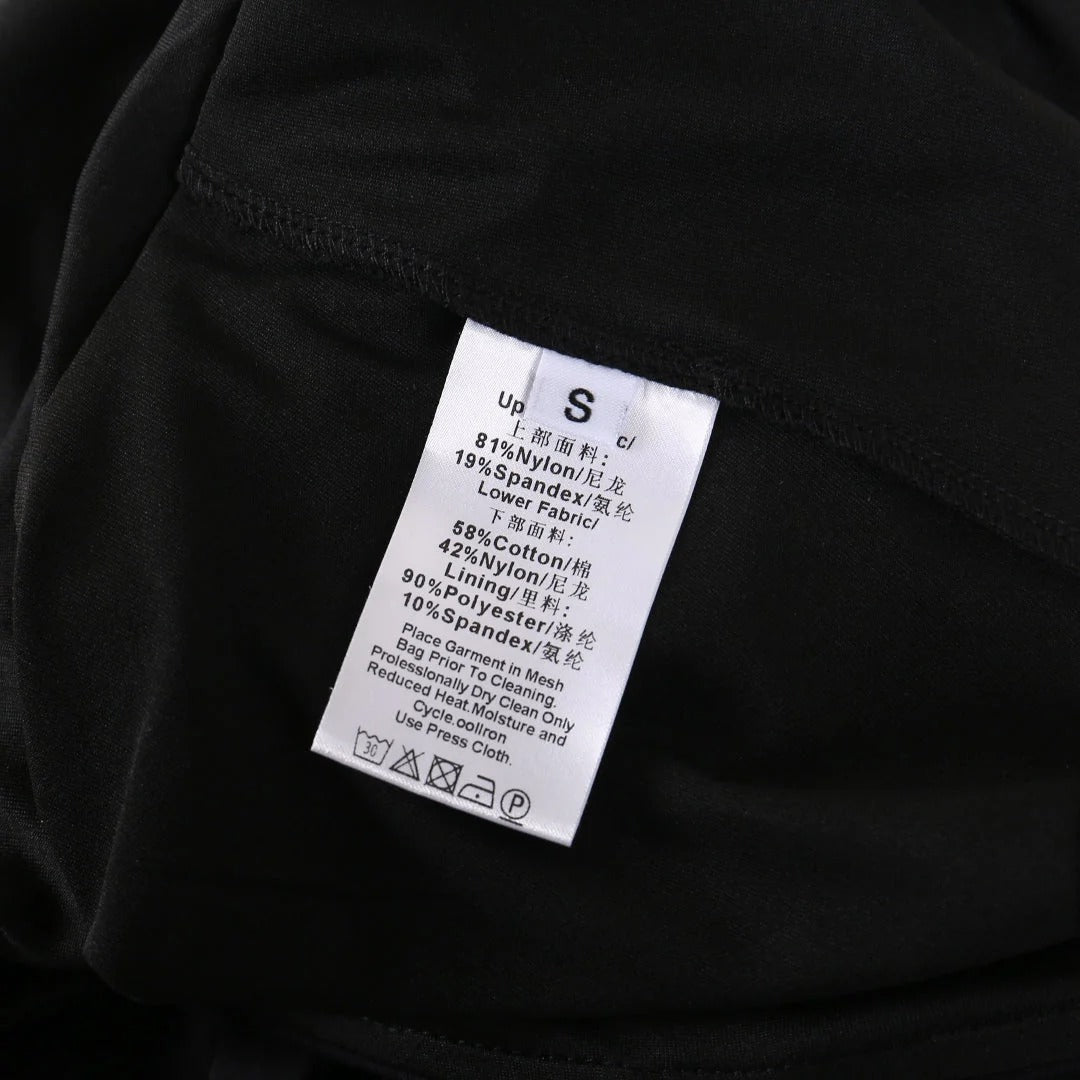 S
Up c/
上部面料:
81%Nylon/尼龙
19%Spandex/氨纶
Lower Fabric/
下部面料:
58%Cotton/棉
42%Nylon/尼龙
Lining/里料:
90%Polyester/涤纶
10%Spandex/氨纶
Place Garment in Mesh
Bag Prior To Cleaning.
Professionally Dry Clean Only
Reduced Heat.Moisture and
Cycle.oolIron
Use Press Cloth.
30
P